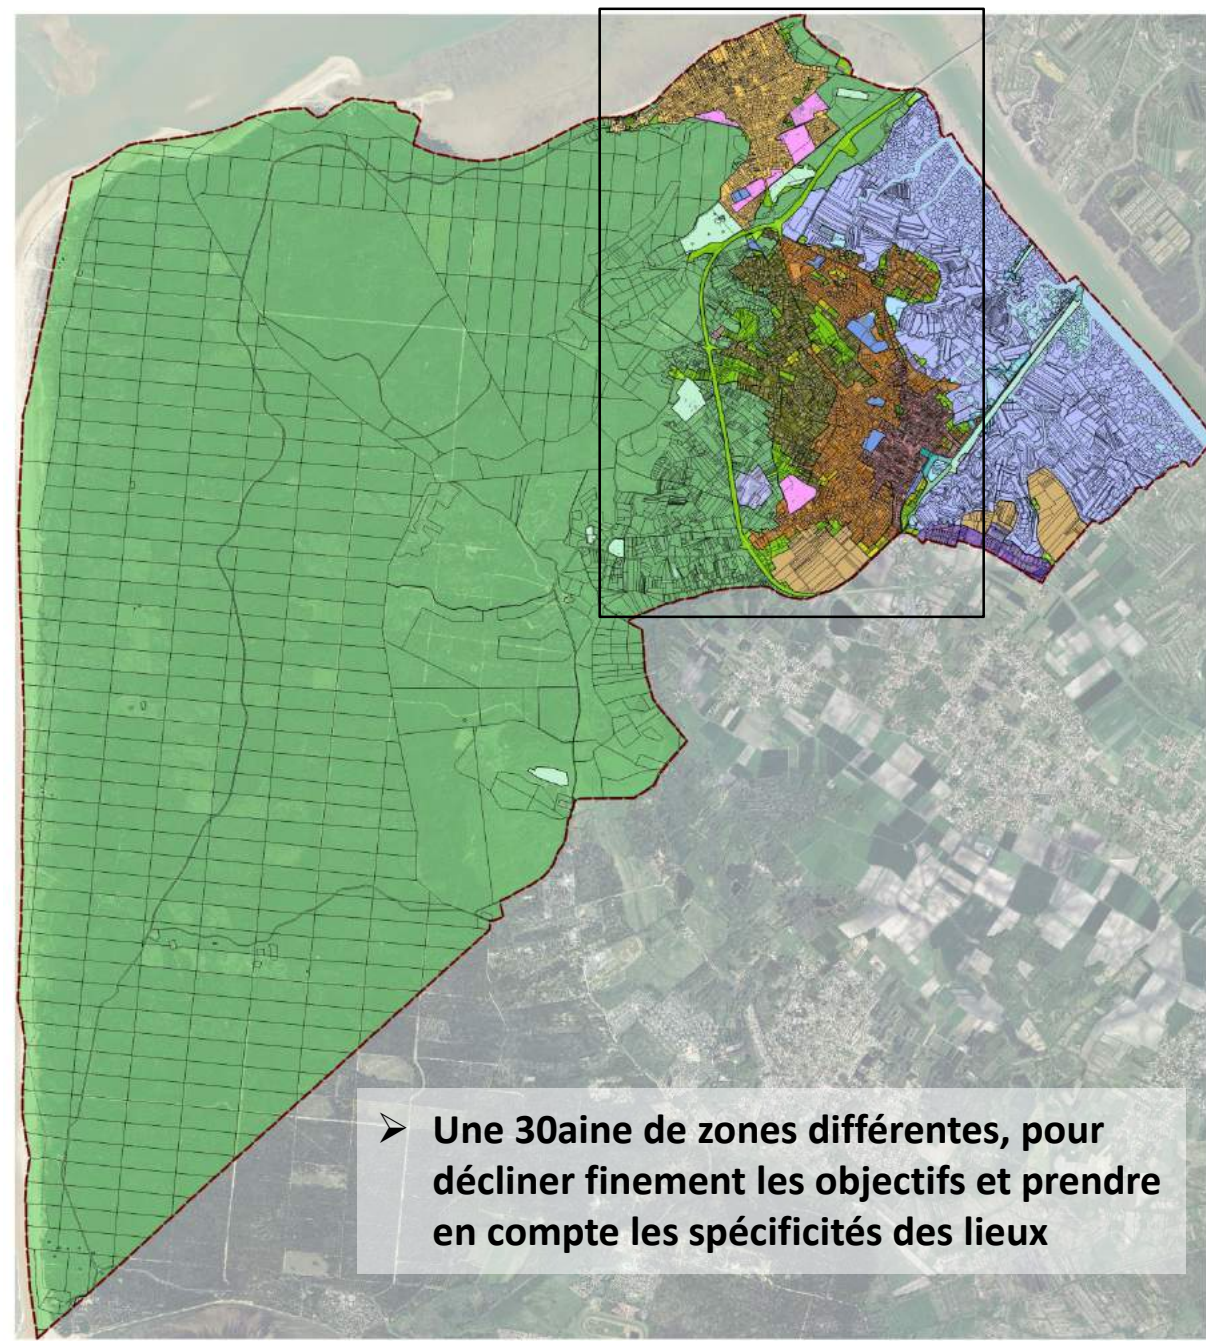 ➢ Une 30aine de zones différentes, pour
décliner finement les objectifs et prendre
en compte les spécificités des lieux